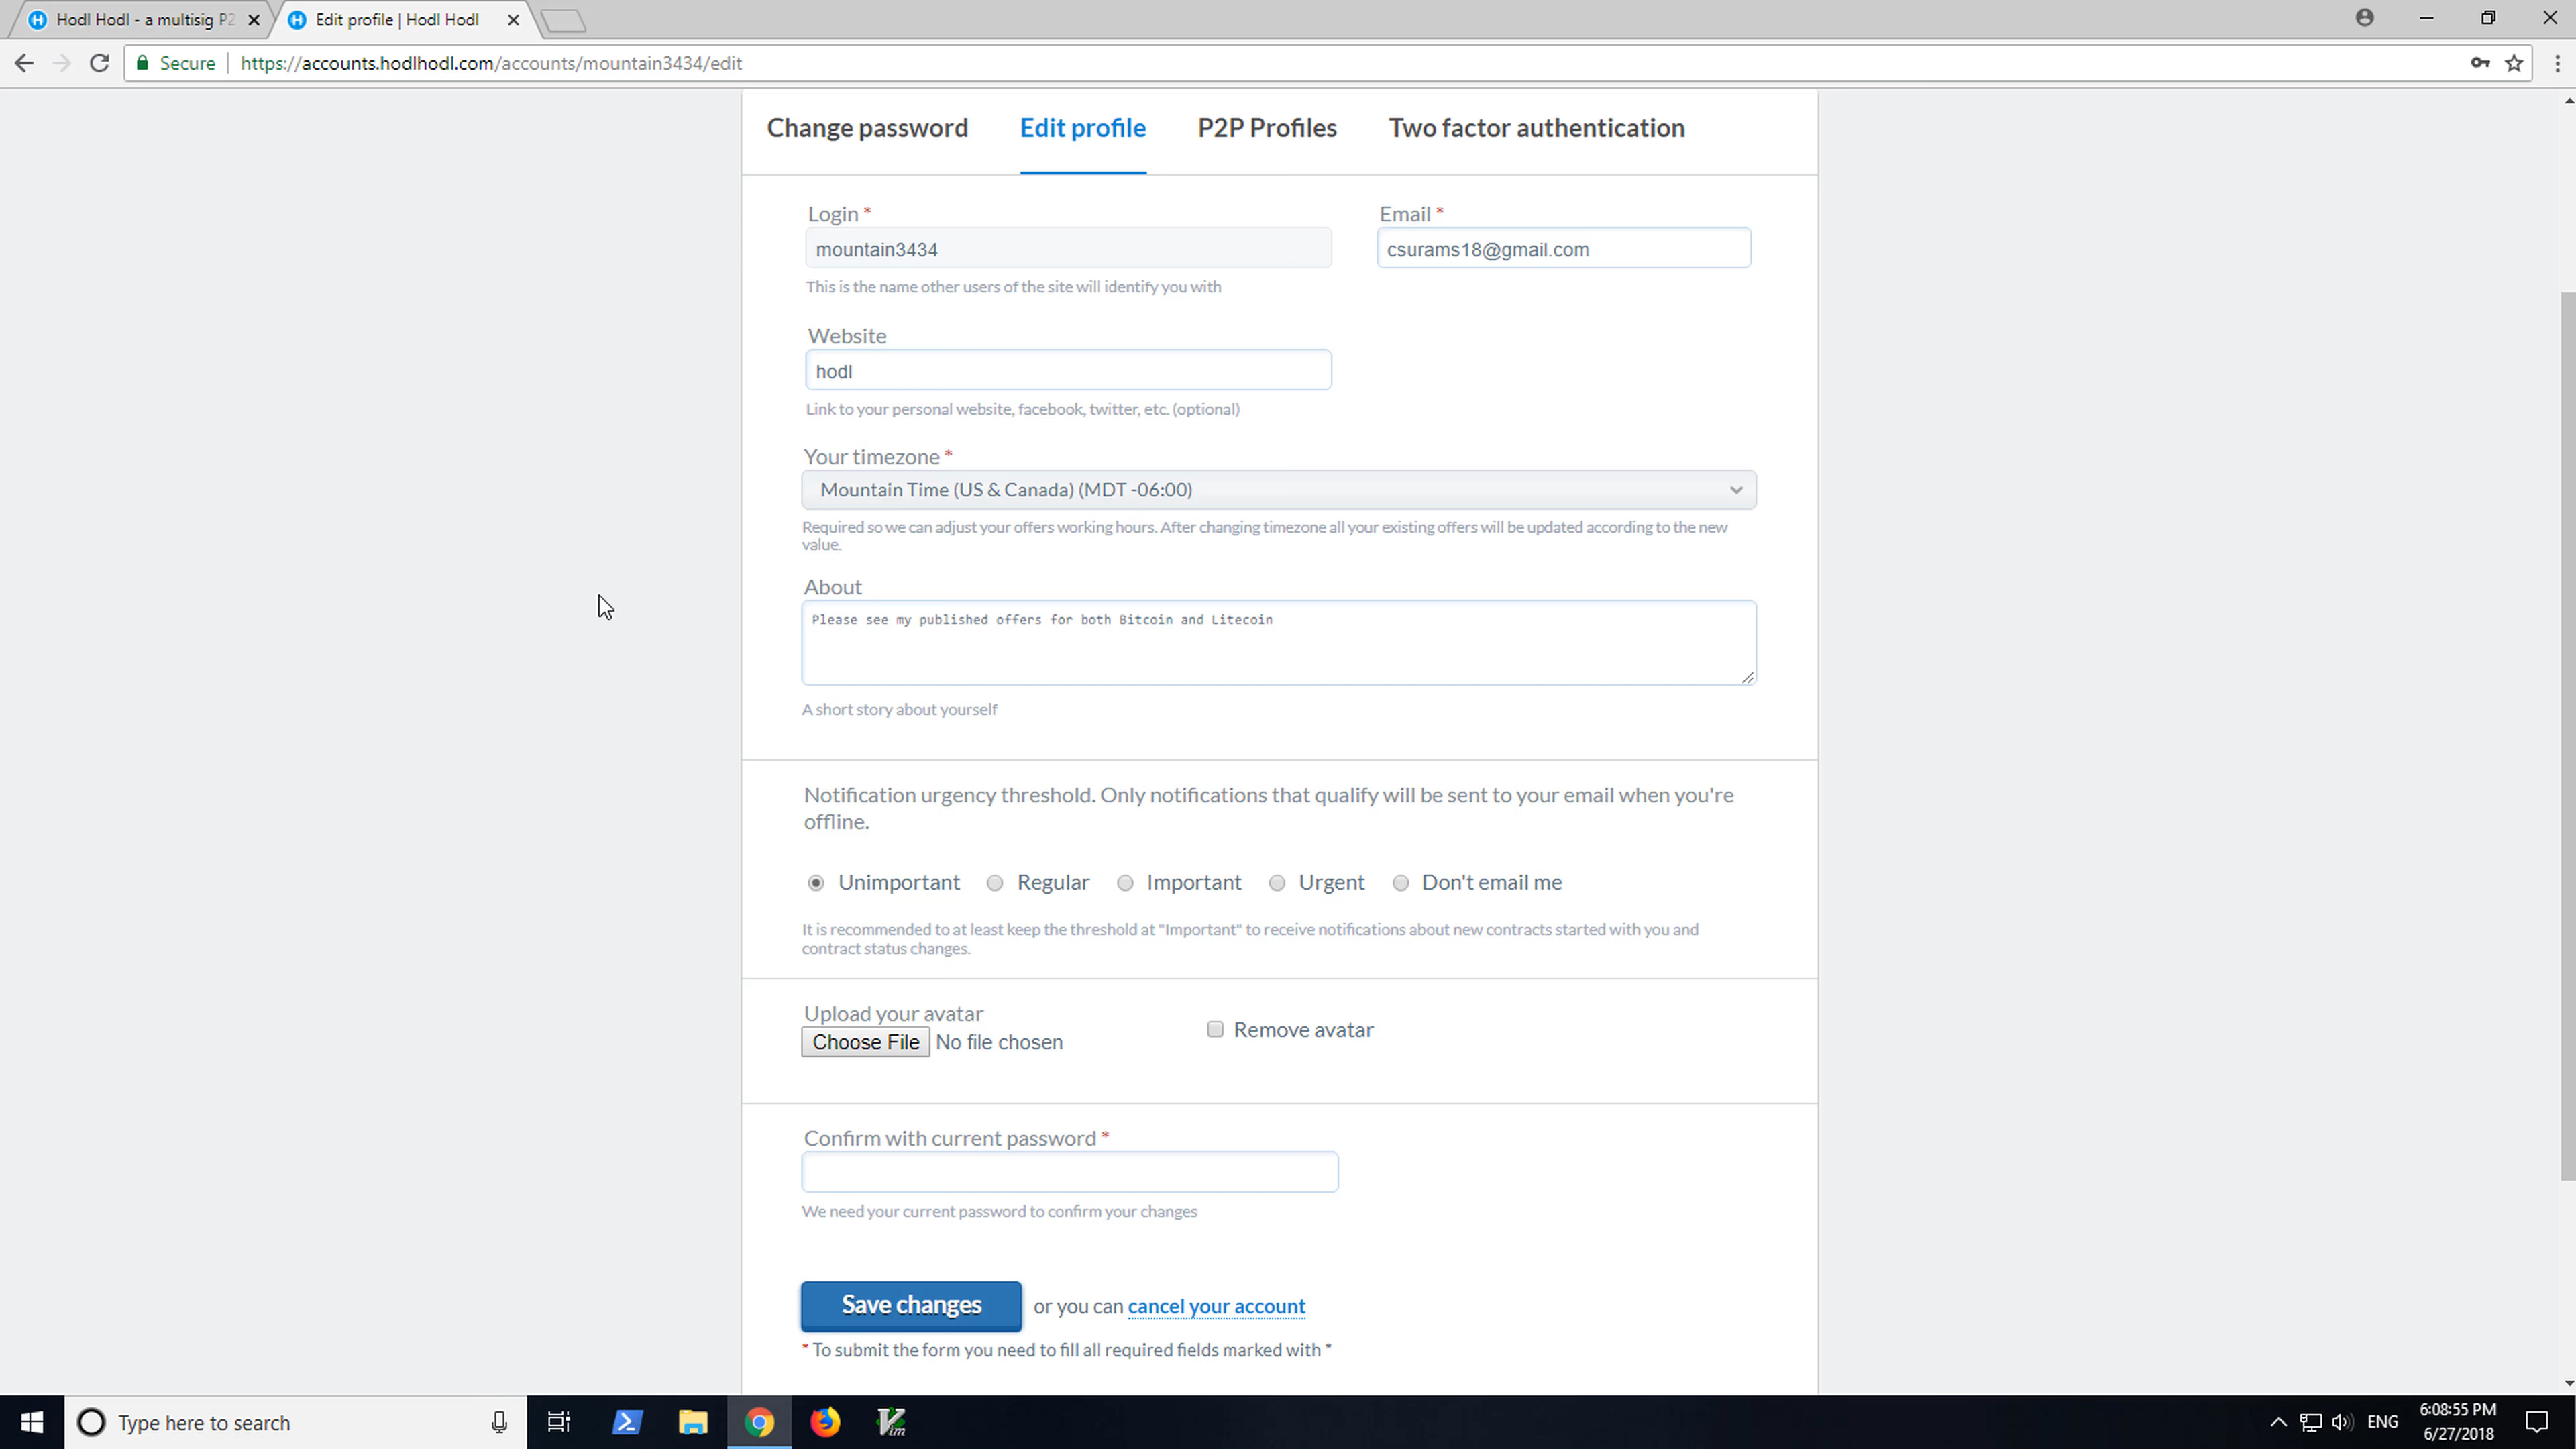 Hodl Hodl - a multisig P2
Edit profile | Hodl Hodl
Secure
https://accounts.hodlhodl.com/accounts/mountain3434/edit
Change password
Edit profile
P2P Profiles
Two factor authentication
Login *
Email *
mountain3434
csurams18@gmail.com
This is the name other users of the site will identify you with
Website
hodl
Link to your personal website, facebook, twitter, etc. (optional)
Your timezone *
Mountain Time (US & Canada) (MDT -06:00)
Required so we can adjust your offers working hours. After changing timezone all your existing offers will be updated according to the new
value.
About
Please see my published offers for both Bitcoin and Litecoin
A short story about yourself
Notification urgency threshold. Only notifications that qualify will be sent to your email when you're
offline.
Unimportant
Regular
Important
Urgent
Don't email me
It is recommended to at least keep the threshold at "Important" to receive notifications about new contracts started with you and
contract status changes.
Upload your avatar
Choose File No file chosen
Remove avatar
Confirm with current password *
We need your current password to confirm your changes
Save changes
or you can cancel your account
* To submit the form you need to fill all required fields marked with *
Type here to search
Vim
ENG
6:08:55 PM
6/27/2018